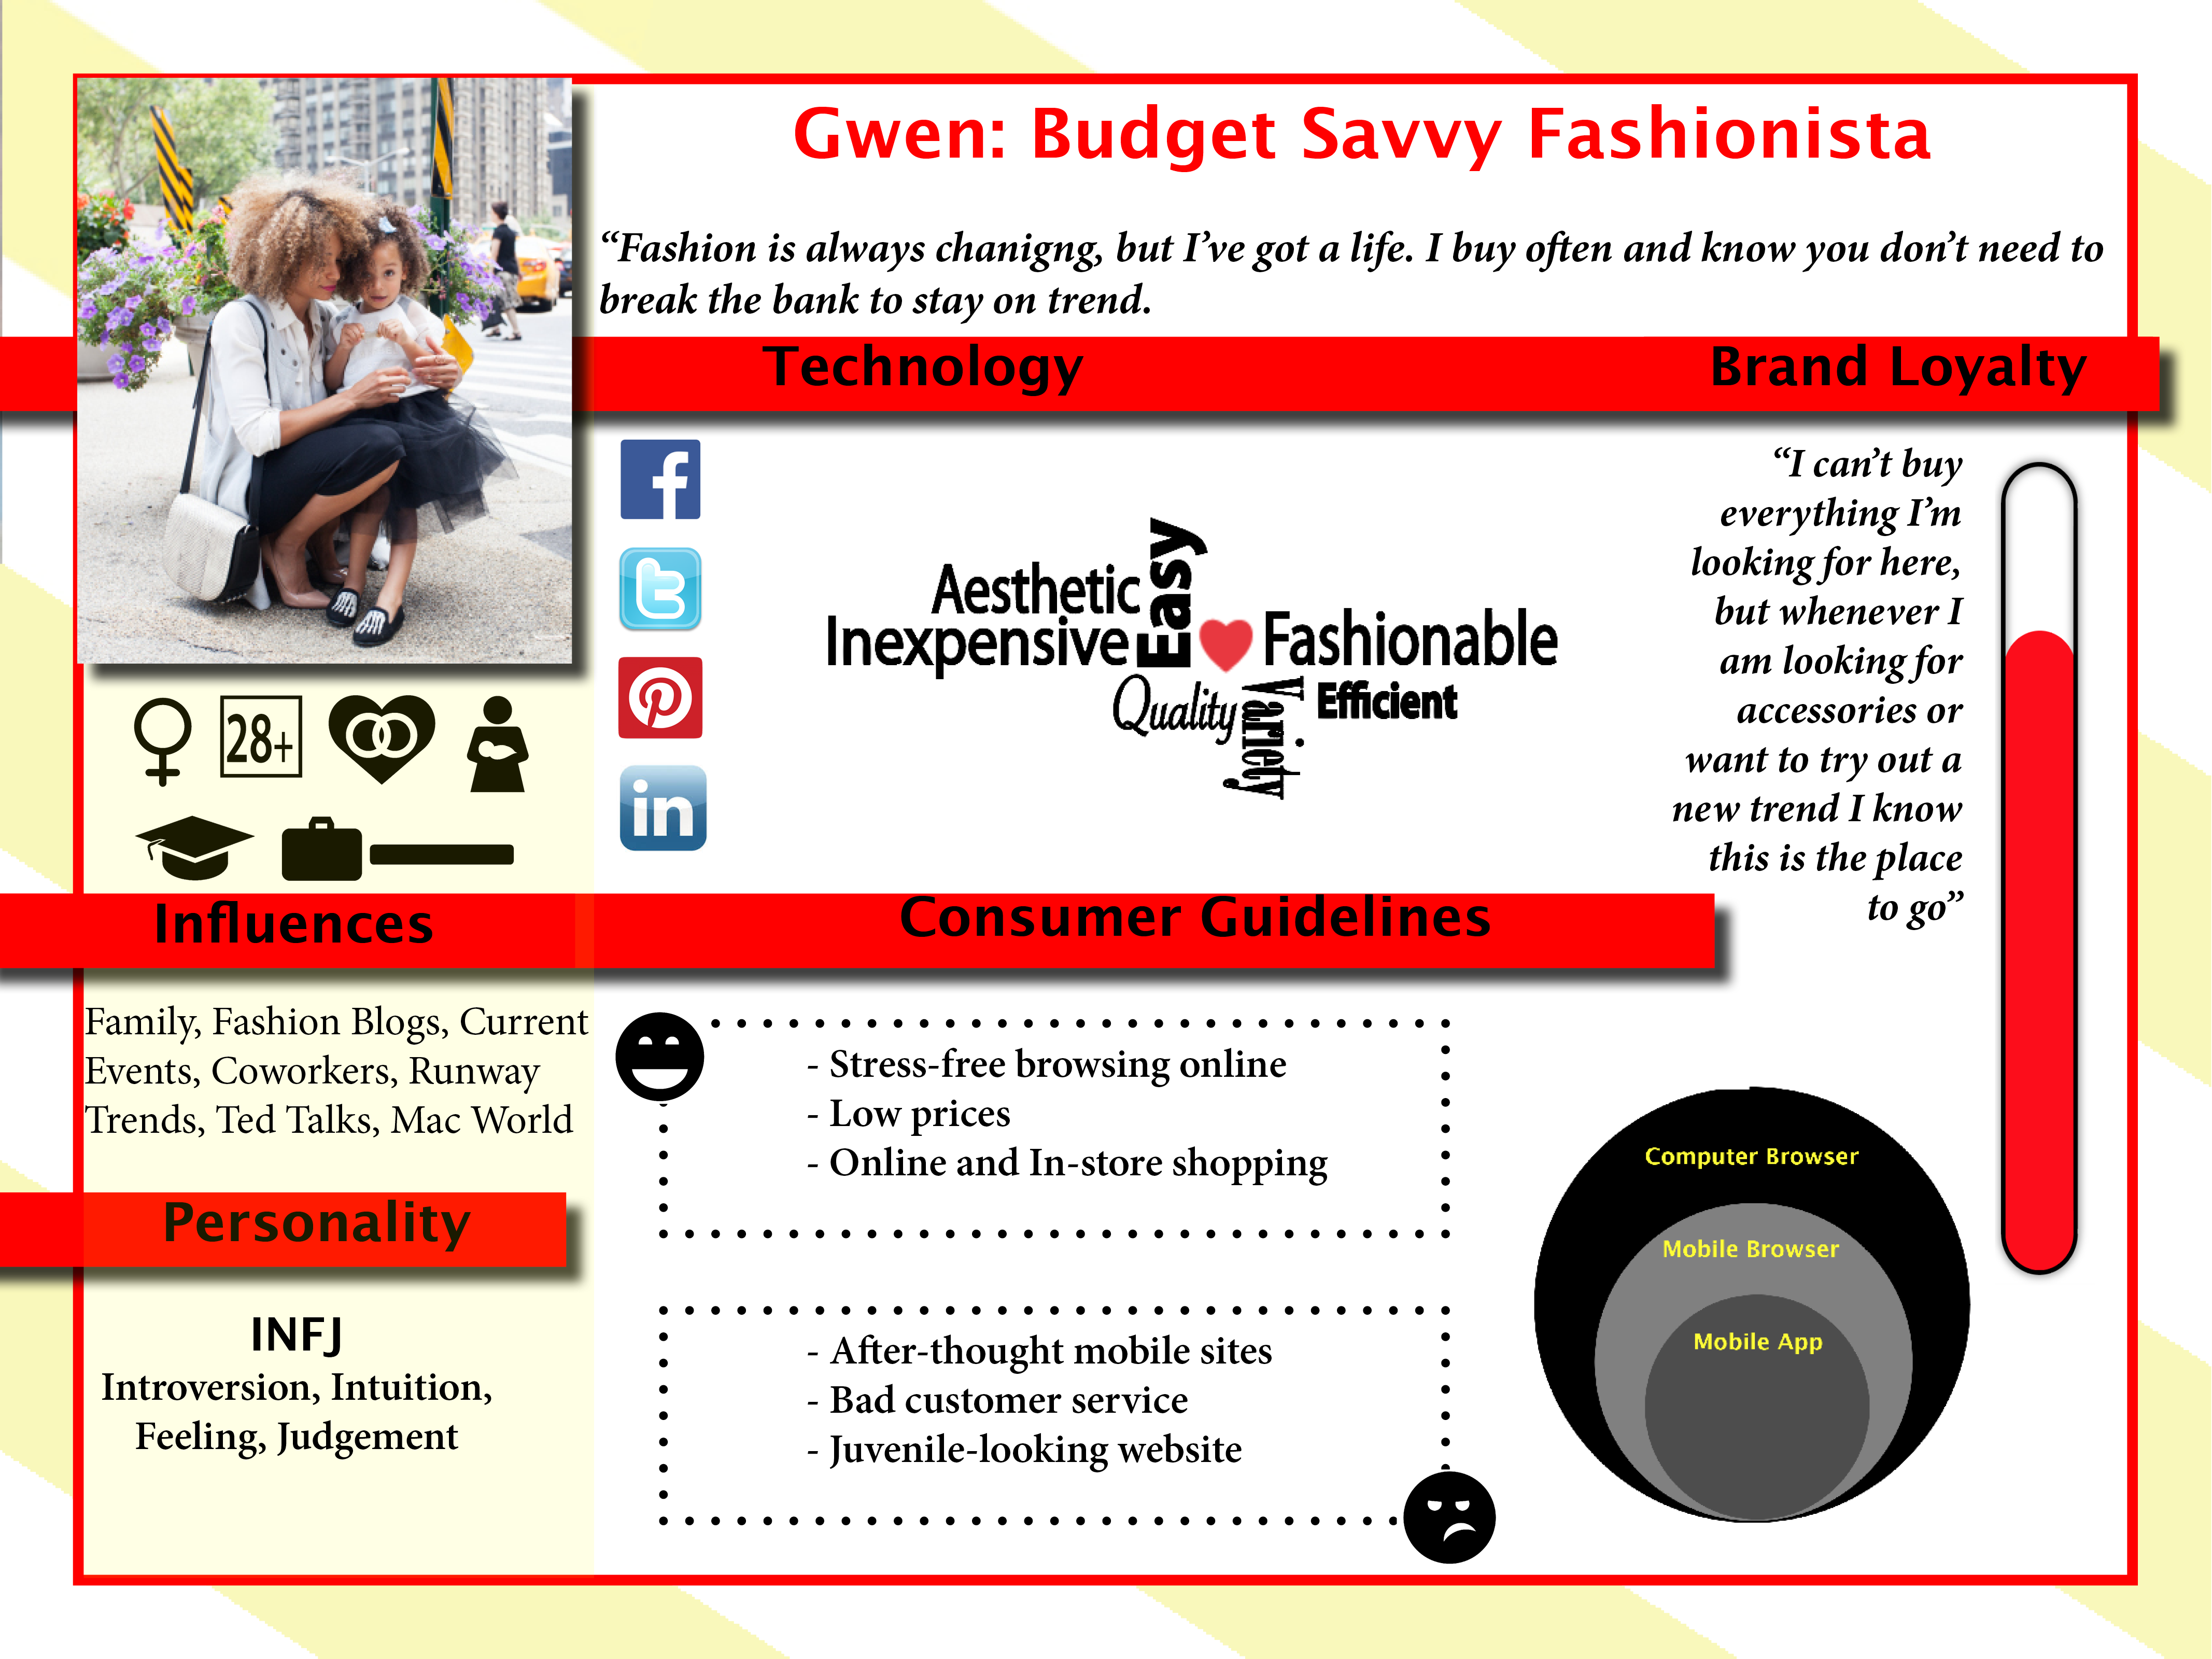 Gwen: Budget Savvy Fashionista
“Fashion is always chanigng, but I’ve got a life. I buy often and know you don’t need to
break the bank to stay on trend.
Technology
Brand Loyalty
f
t
p
in
Aesthetic
Easy
Inexpensive
Fashionable
Quality
Variety
Efficient
“I can’t buy
everything I’m
looking for here,
but whenever I
am looking for
accessories or
want to try out a
new trend I know
this is the place
to go”
28+
Influences
Family, Fashion Blogs, Current
Events, Coworkers, Runway
Trends, Ted Talks, Mac World
Personality
INFJ
Introversion, Intuition,
Feeling, Judgement
Consumer Guidelines
- Stress-free browsing online
- Low prices
- Online and In-store shopping
- After-thought mobile sites
- Bad customer service
- Juvenile-looking website
Computer Browser
Mobile Browser
Mobile App